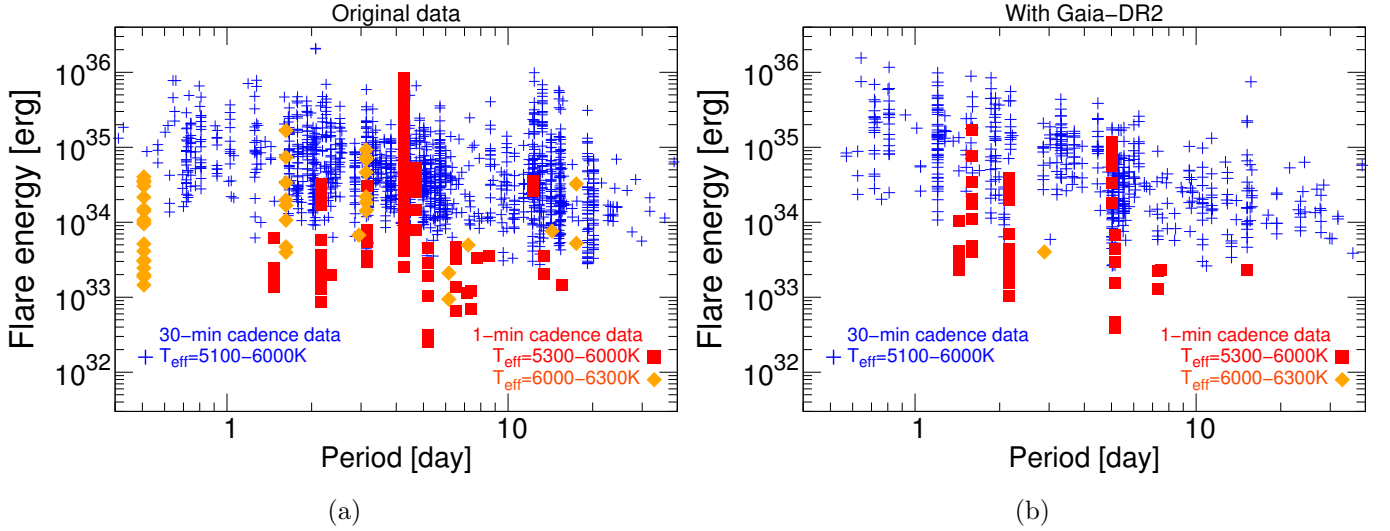 Original data
Flare energy [erg]
10^36
10^35
10^34
10^33
10^32
30−min cadence data
T_eff=5100−6000K
1−min cadence data
T_eff=5300−6000K
T_eff=6000−6300K
1
10
Period [day]
(a)
With Gaia−DR2
Flare energy [erg]
10^36
10^35
10^34
10^33
10^32
30−min cadence data
T_eff=5100−6000K
1−min cadence data
T_eff=5300−6000K
T_eff=6000−6300K
1
10
Period [day]
(b)